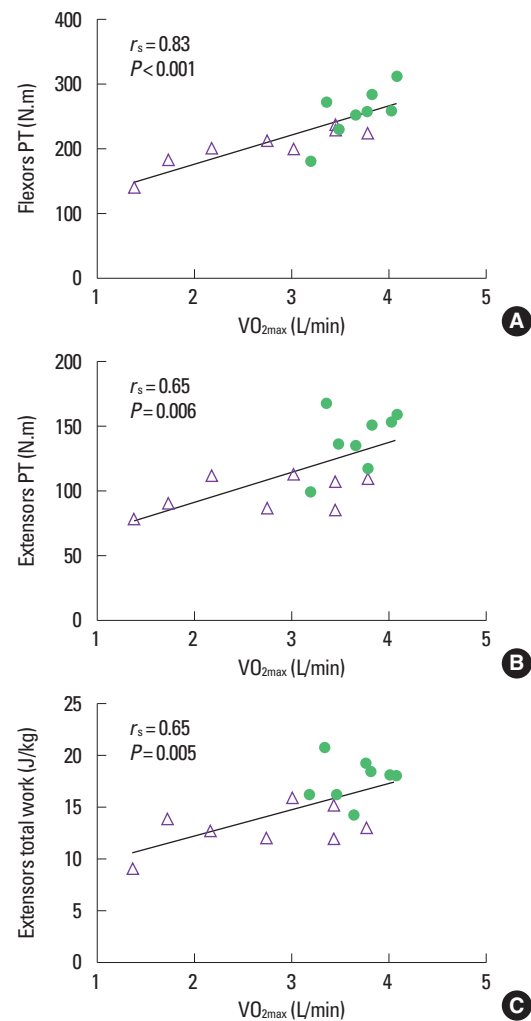 400
300
200
100
0
Flexors PT (N.m)
rs = 0.83
P < 0.001
1 2 3 4 5
VO2max (L/min)
A
200
150
100
50
0
Extensors PT (N.m)
rs = 0.65
P = 0.006
1 2 3 4 5
VO2max (L/min)
B
25
20
15
10
5
0
Extensors total work (J/kg)
rs = 0.65
P = 0.005
1 2 3 4 5
VO2max (L/min)
C